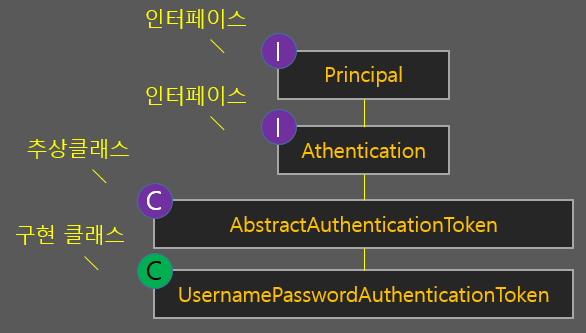 인터페이스
I
Principal
인터페이스
I
Athentication
추상클래스
C
AbstractAuthenticationToken
구현 클래스
C
UsernamePasswordAuthenticationToken